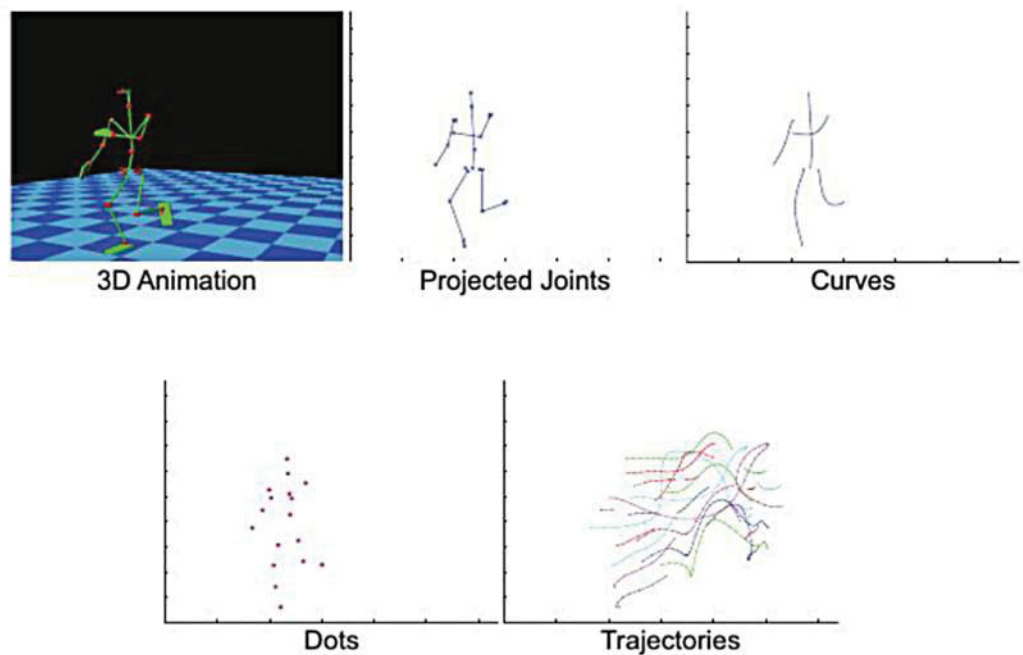 3D Animation
Projected Joints
Curves
Dots
Trajectories